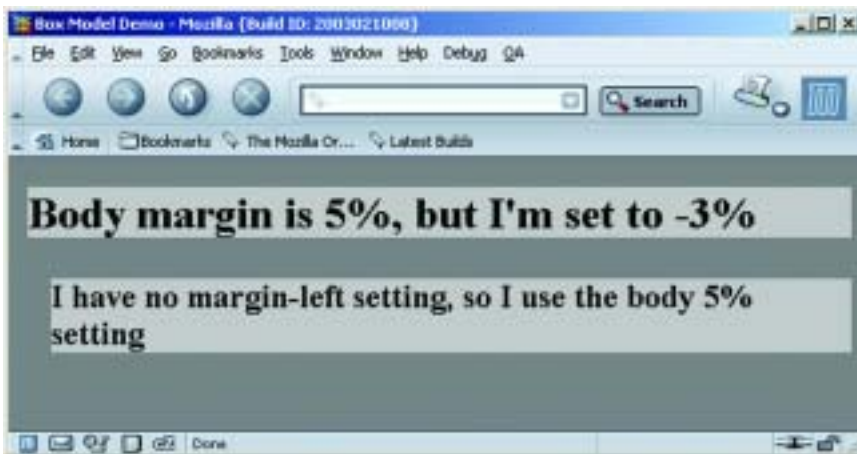 Box Model Demo - Mozilla {Build ID: 2003021008}
File Edit View Go Bookmarks Tools Window Help Debug QA
Search
Home Bookmarks The Mozilla Or... Latest Builds
Body margin is 5%, but I'm set to -3%
I have no margin-left setting, so I use the body 5%
setting
Done